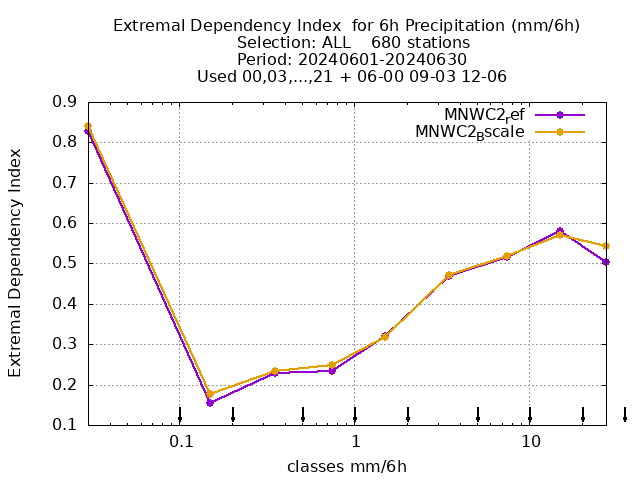 Extremal Dependency Index  for 6h Precipitation (mm/6h)
Selection: ALL    680 stations
Period: 20240601-20240630
Used 00,03,...,21 + 06-00 09-03 12-06
MNWC2_ref
MNWC2_Bscale
0.9
0.8
0.7
0.6
0.5
0.4
0.3
0.2
0.1
Extremal Dependency Index
0.1 1 10
classes mm/6h